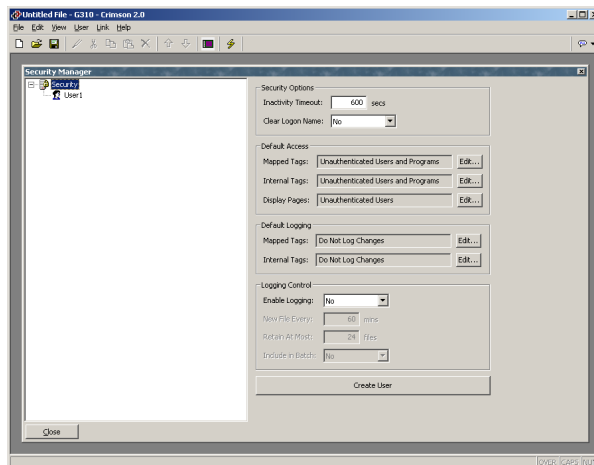 Untitled File - G310 - Crimson 2.0
File Edit View User Link Help
Security Manager
Security
User1
Security Options
Inactivity Timeout: 600 secs
Clear Logon Name: No
Default Access
Mapped Tags: Unauthenticated Users and Programs Edit...
Internal Tags: Unauthenticated Users and Programs Edit...
Display Pages: Unauthenticated Users Edit...
Default Logging
Mapped Tags: Do Not Log Changes Edit...
Internal Tags: Do Not Log Changes Edit...
Logging Control
Enable Logging: No
New File Every: 60 mins
Retain At Most: 24 files
Include in Batch: No
Create User
Close
OVER CAPS NU